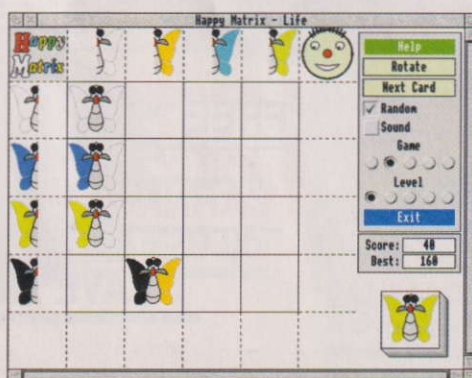 Happy Matrix - Life
Happy
Matrix
Help
Rotate
Next Card
Random
Sound
Game
Level
Exit
Score: 40
Best: 160